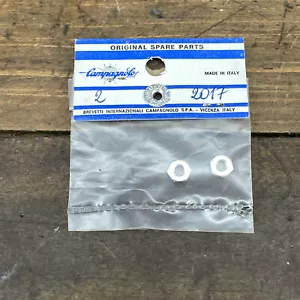 ORIGINAL SPARE PARTS
Campagnolo
MADE IN ITALY
2
2017
BREVETTI INTERNAZIONALI CAMPAGNOLO S.P.A. - VICENZA ITALY